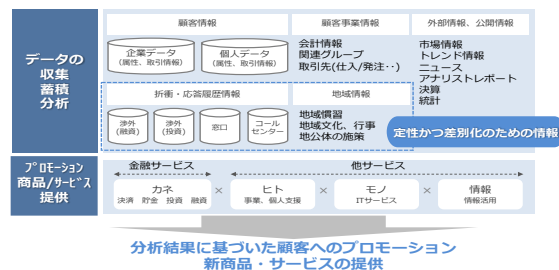 顧客情報
顧客事業情報
外部情報、公開情報
データの
収集
蓄積
分析
企業データ
(属性、取引情報)
個人データ
(属性、取引情報)
会計情報
関連グループ
取引先(仕入/発注‥)
市場情報
トレンド情報
ニュース
アナリストレポート
決算
統計
折衝・応答履歴情報
地域情報
渉外
(融資)
渉外
(投資)
窓口
コール
センター
地域慣習
地域文化、行事
地公体の施策
定性かつ差別化のための情報
ﾌﾟﾛﾓｰｼｮﾝ
商品/ｻｰﾋﾞｽ
提供
金融サービス
他サービス
カネ
決済 貯金 投資 融資
×
ヒト
事業、個人支援
×
モノ
ITサービス
×
情報
情報活用
分析結果に基づいた顧客へのプロモーション
新商品・サービスの提供